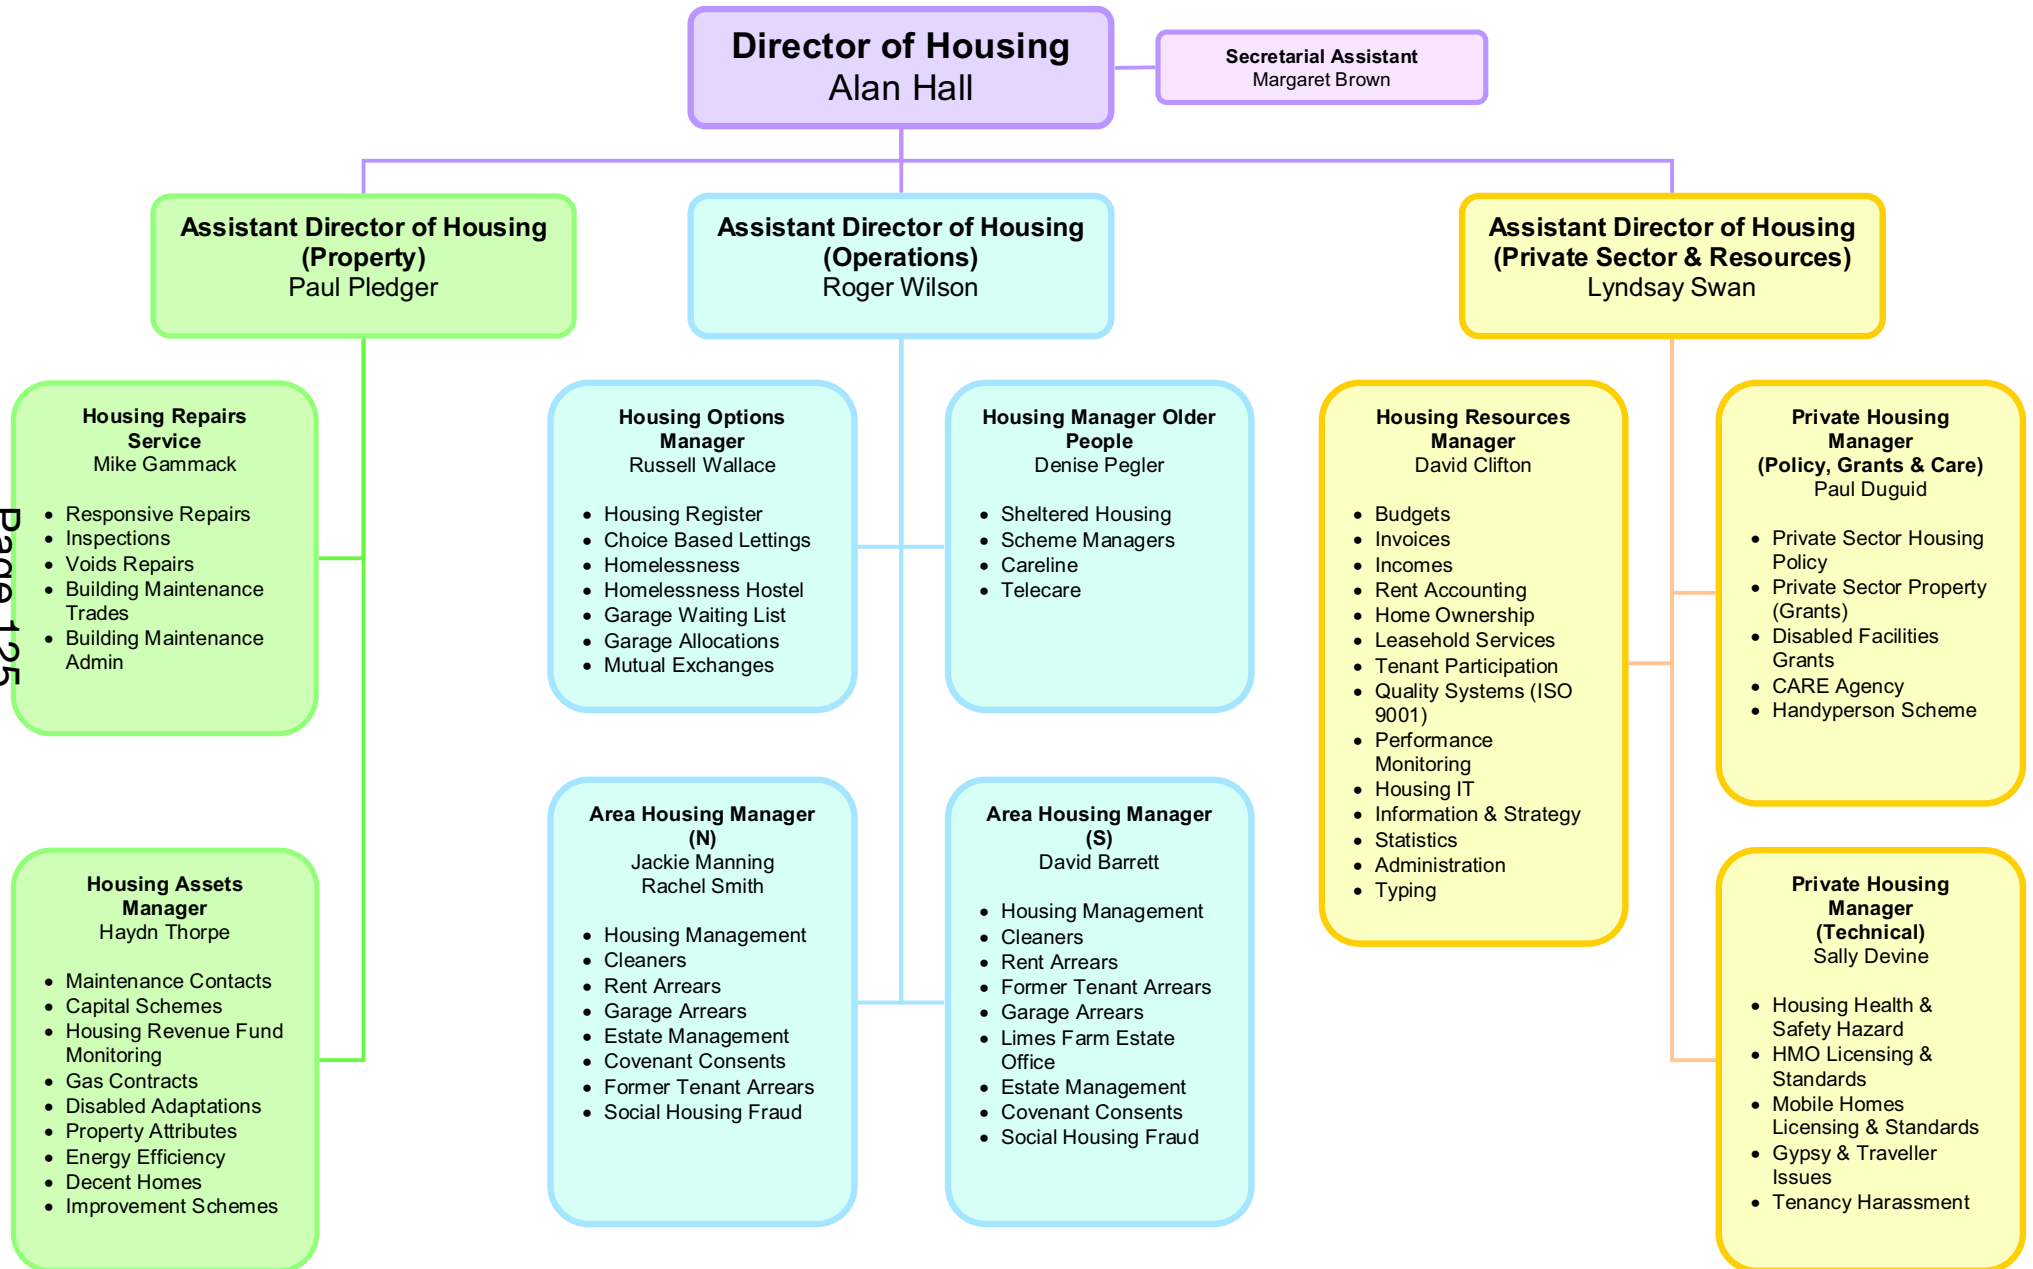 Director of Housing
Alan Hall
Secretarial Assistant
Margaret Brown
Assistant Director of Housing
(Property)
Paul Pledger
Assistant Director of Housing
(Operations)
Roger Wilson
Assistant Director of Housing
(Private Sector & Resources)
Lyndsay Swan
Housing Repairs
Service
Mike Gammack
• Responsive Repairs
• Inspections
• Voids Repairs
• Building Maintenance
Trades
• Building Maintenance
Admin
Housing Options
Manager
Russell Wallace
• Housing Register
• Choice Based Lettings
• Homelessness
• Homelessness Hostel
• Garage Waiting List
• Garage Allocations
• Mutual Exchanges
Housing Manager Older
People
Denise Pegler
• Sheltered Housing
• Scheme Managers
• Careline
• Telecare
Housing Resources
Manager
David Clifton
• Budgets
• Invoices
• Incomes
• Rent Accounting
• Home Ownership
• Leasehold Services
• Tenant Participation
• Quality Systems (ISO
9001)
• Performance
Monitoring
• Housing IT
• Information & Strategy
• Statistics
• Administration
• Typing
Private Housing
Manager
(Policy, Grants & Care)
Paul Duguid
• Private Sector Housing
Policy
• Private Sector Property
(Grants)
• Disabled Facilities
Grants
• CARE Agency
• Handyperson Scheme
Housing Assets
Manager
Haydn Thorpe
• Maintenance Contacts
• Capital Schemes
• Housing Revenue Fund
Monitoring
• Gas Contracts
• Disabled Adaptations
• Property Attributes
• Energy Efficiency
• Decent Homes
• Improvement Schemes
Area Housing Manager
(N)
Jackie Manning
Rachel Smith
• Housing Management
• Cleaners
• Rent Arrears
• Garage Arrears
• Estate Management
• Covenant Consents
• Former Tenant Arrears
• Social Housing Fraud
Area Housing Manager
(S)
David Barrett
• Housing Management
• Cleaners
• Rent Arrears
• Former Tenant Arrears
• Garage Arrears
• Limes Farm Estate
Office
• Estate Management
• Covenant Consents
• Social Housing Fraud
Private Housing
Manager
(Technical)
Sally Devine
• Housing Health &
Safety Hazard
• HMO Licensing &
Standards
• Mobile Homes
Licensing & Standards
• Gypsy & Traveller
Issues
• Tenancy Harassment
Page 125